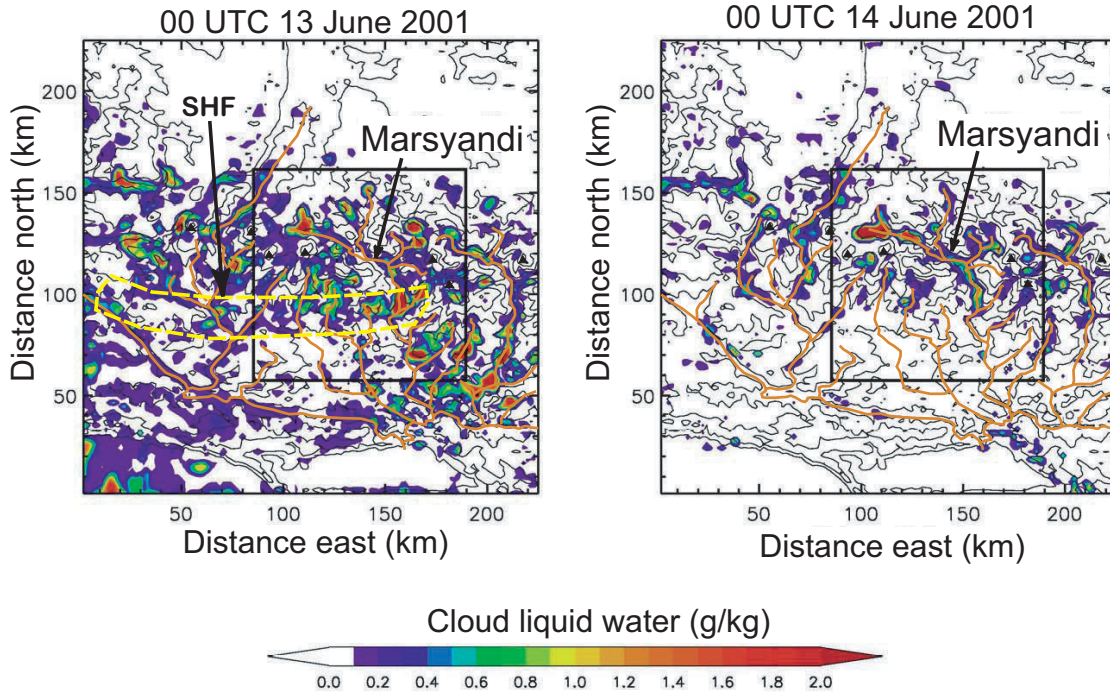 00 UTC 13 June 2001
00 UTC 14 June 2001
Distance north (km)
200
150
100
50
SHF
Marsyandi
50
100
150
200
Distance east (km)
Distance north (km)
200
150
100
50
Marsyandi
50
100
150
200
Distance east (km)
Cloud liquid water (g/kg)
0.0 0.2 0.4 0.6 0.8 1.0 1.2 1.4 1.6 1.8 2.0